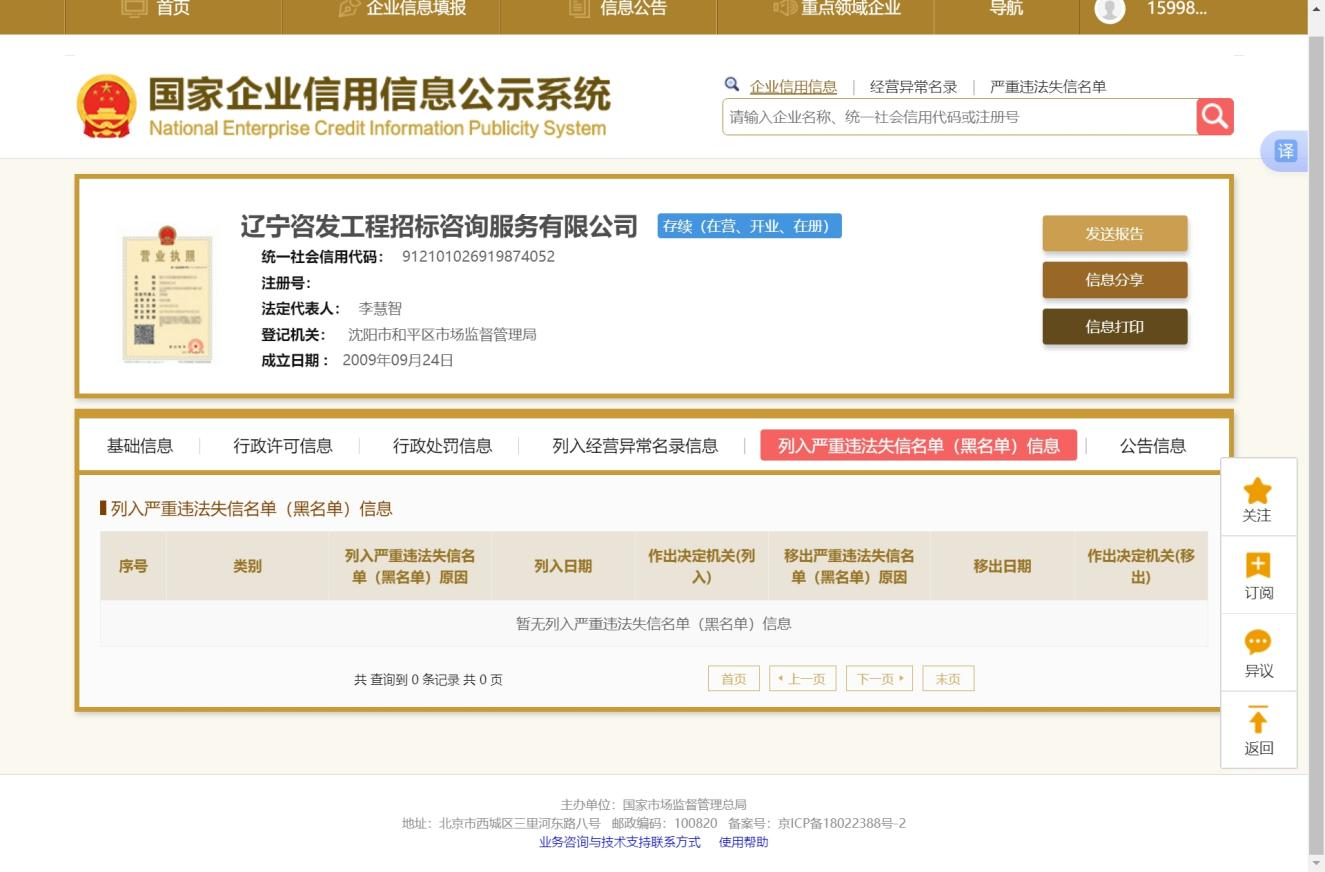 首页 企业信息填报 信息公告 重点领域企业 导航 15998...
国家企业信用信息公示系统
National Enterprise Credit Information Publicity System
企业信用信息 | 经营异常名录 | 严重违法失信名单
请输入企业名称、统一社会信用代码或注册号
译
辽宁咨发工程招标咨询服务有限公司 存续（在营、开业、在册）
营业执照
统一社会信用代码： 912101026919874052
注册号：
法定代表人： 李慧智
登记机关： 沈阳市和平区市场监督管理局
成立日期： 2009年09月24日
发送报告
信息分享
信息打印
基础信息 行政许可信息 行政处罚信息 列入经营异常名录信息 列入严重违法失信名单（黑名单）信息 公告信息
列入严重违法失信名单（黑名单）信息
序号 类别 列入严重违法失信名单（黑名单）原因 列入日期 作出决定机关(列入) 移出严重违法失信名单（黑名单）原因 移出日期 作出决定机关(移出)
暂无列入严重违法失信名单（黑名单）信息
共 查询到 0 条记录 共 0 页 首页 上一页 下一页 末页
关注
订阅
异议
返回
主办单位：国家市场监督管理总局
地址：北京市西城区三里河东路八号 邮政编码：100820 备案号：京ICP备18022388号-2
业务咨询与技术支持联系方式 使用帮助